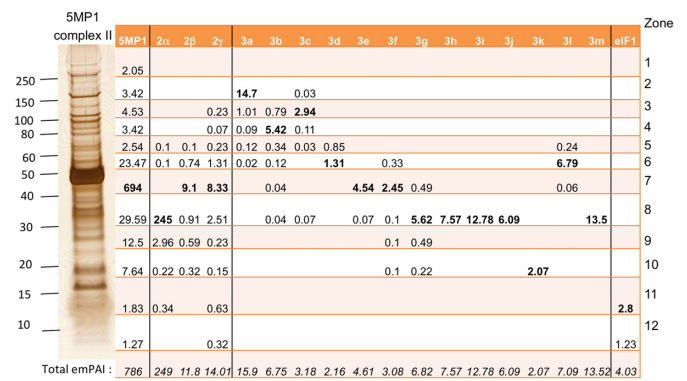 5MP1
complex II
Zone
5MP1 2α 2β 2γ 3a 3b 3c 3d 3e 3f 3g 3h 3i 3j 3k 3l 3m eIF1
2.05 1
250 3.42 14.7 0.03 2
150 4.53 0.23 1.01 0.79 2.94 3
100
80 3.42 0.07 0.09 5.42 0.11 4
2.54 0.1 0.1 0.23 0.12 0.34 0.03 0.85 0.24 5
60 23.47 0.1 0.74 1.31 0.02 0.12 1.31 0.33 6.79 6
50 694 9.1 8.33 0.04 4.54 2.45 0.49 0.06 7
40
30 29.59 245 0.91 2.51 0.04 0.07 0.07 0.1 5.62 7.57 12.78 6.09 13.5 8
12.5 2.96 0.59 0.23 0.1 0.49 9
20 7.64 0.22 0.32 0.15 0.1 0.22 2.07 10
15 1.83 0.34 0.63 2.8 11
10 12
1.27 0.32 1.23
Total emPAI : 786 249 11.8 14.01 15.9 6.75 3.18 2.16 4.61 3.08 6.82 7.57 12.78 6.09 2.07 7.09 13.52 4.03